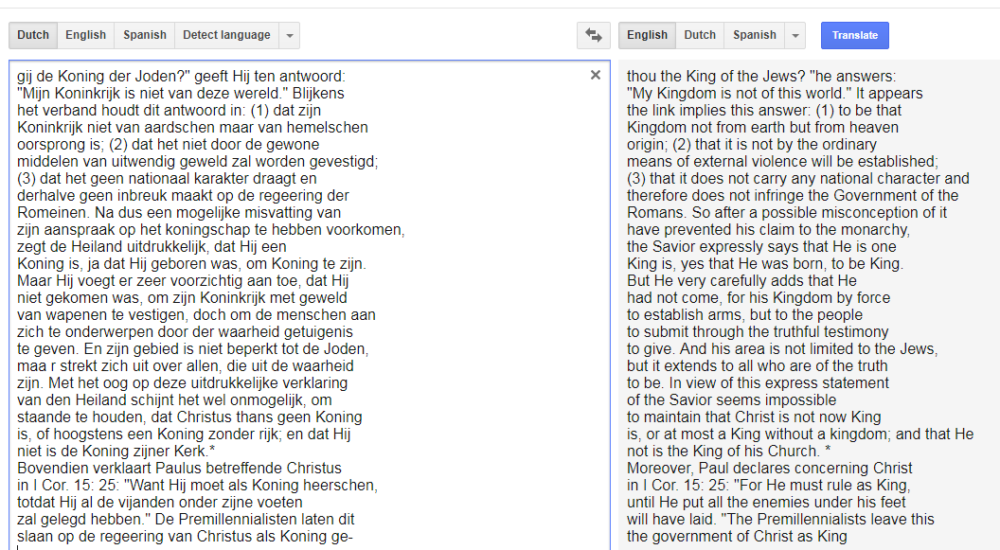 Dutch English Spanish Detect language
English Dutch Spanish Translate
gij de Koning der Joden?" geeft Hij ten antwoord:
"Mijn Koninkrijk is niet van deze wereld." Blijkens
het verband houdt dit antwoord in: (1) dat zijn
Koninkrijk niet van aardschen maar van hemelschen
oorsprong is; (2) dat het niet door de gewone
middelen van uitwendig geweld zal worden gevestigd;
(3) dat het geen nationaal karakter draagt en
derhalve geen inbreuk maakt op de regeering der
Romeinen. Na dus een mogelijke misvatting van
zijn aanspraak op het koningschap te hebben voorkomen,
zegt de Heiland uitdrukkelijk, dat Hij een
Koning is, ja dat Hij geboren was, om Koning te zijn.
Maar Hij voegt er zeer voorzichtig aan toe, dat Hij
niet gekomen was, om zijn Koninkrijk met geweld
van wapenen te vestigen, doch om de menschen aan
zich te onderwerpen door der waarheid getuigenis
te geven. En zijn gebied is niet beperkt tot de Joden,
maa r strekt zich uit over allen, die uit de waarheid
zijn. Met het oog op deze uitdrukkelijke verklaring
van den Heiland schijnt het wel onmogelijk, om
staande te houden, dat Christus thans geen Koning
is, of hoogstens een Koning zonder rijk; en dat Hij
niet is de Koning zijner Kerk.*
Bovendien verklaart Paulus betreffende Christus
in I Cor. 15: 25: "Want Hij moet als Koning heerschen,
totdat Hij al de vijanden onder zijne voeten
zal gelegd hebben." De Premillennialisten laten dit
slaan op de regeering van Christus als Koning ge-
thou the King of the Jews? "he answers:
"My Kingdom is not of this world." It appears
the link implies this answer: (1) to be that
Kingdom not from earth but from heaven
origin; (2) that it is not by the ordinary
means of external violence will be established;
(3) that it does not carry any national character and
therefore does not infringe the Government of the
Romans. So after a possible misconception of it
have prevented his claim to the monarchy,
the Savior expressly says that He is one
King is, yes that He was born, to be King.
But He very carefully adds that He
had not come, for his Kingdom by force
to establish arms, but to the people
to submit through the truthful testimony
to give. And his area is not limited to the Jews,
but it extends to all who are of the truth
to be. In view of this express statement
of the Savior seems impossible
to maintain that Christ is not now King
is, or at most a King without a kingdom; and that He
not is the King of his Church. *
Moreover, Paul declares concerning Christ
in I Cor. 15: 25: "For He must rule as King,
until He put all the enemies under his feet
will have laid. "The Premillennialists leave this
the government of Christ as King